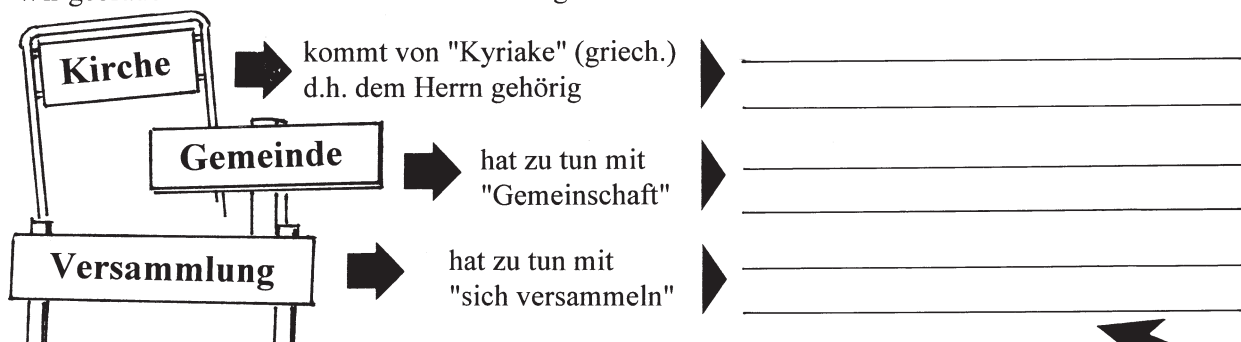 Kirche
kommt von "Kyriake" (griech.)
d.h. dem Herrn gehörig
Gemeinde
hat zu tun mit
"Gemeinschaft"
Versammlung
hat zu tun mit
"sich versammeln"